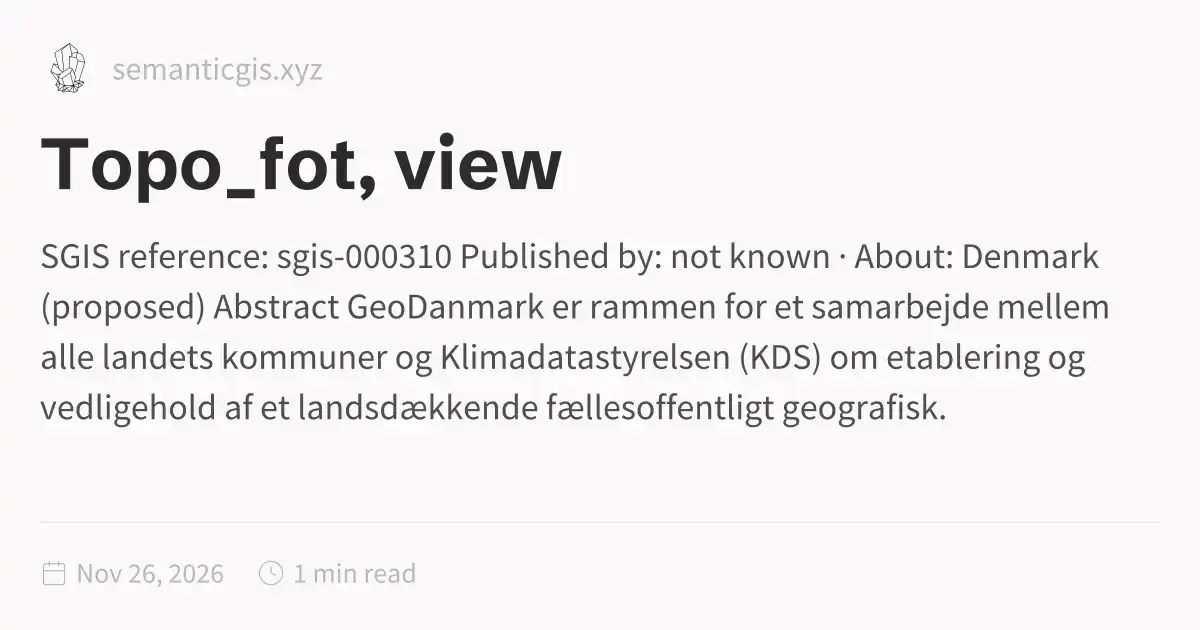 semanticgis.xyz
Topo_fot, view
SGIS reference: sgis-000310 Published by: not known · About: Denmark
(proposed) Abstract GeoDanmark er rammen for et samarbejde mellem
alle landets kommuner og Klimadatastyrelsen (KDS) om etablering og
vedligehold af et landsdækkende fællesoffentligt geografisk.
Nov 26, 2026 1 min read